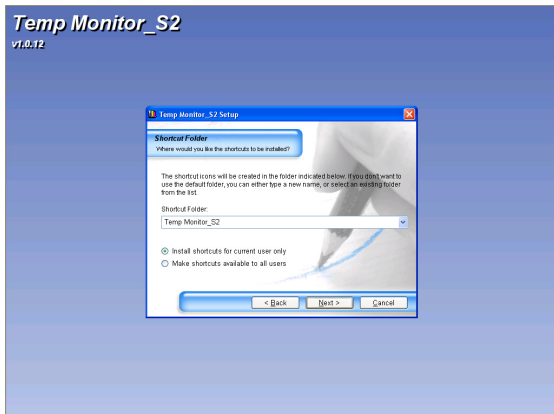 Temp Monitor_S2
v1.0.12
Temp Monitor_S2 Setup
Shortcut Folder
Where would you like the shortcuts to be installed?
The shortcut icons will be created in the folder indicated below. If you don't want to
use the default folder, you can either type a new name, or select an existing folder
from the list.
Shortcut Folder:
Temp Monitor_S2
Install shortcuts for current user only
Make shortcuts available to all users
< Back
Next >
Cancel